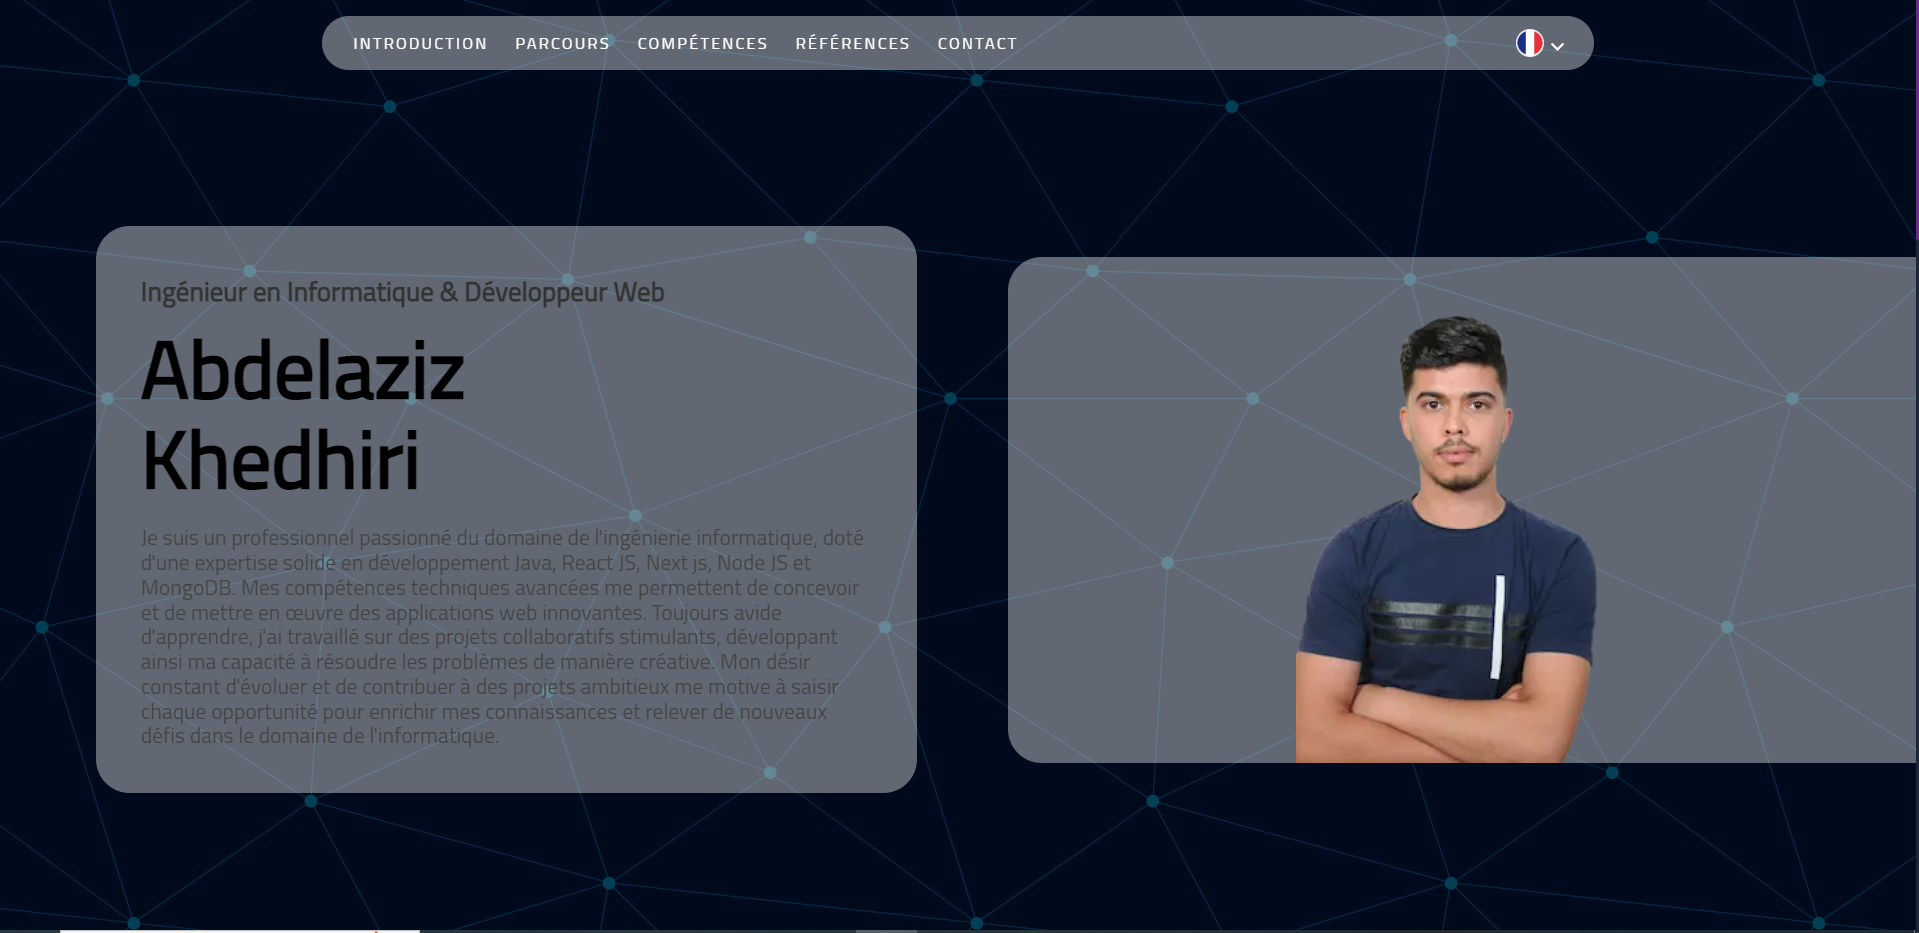 INTRODUCTION PARCOURS COMPÉTENCES RÉFÉRENCES CONTACT
Ingénieur en Informatique & Développeur Web
Abdelaziz
Khedhiri
Je suis un professionnel passionné du domaine de l'ingénierie informatique, doté
d'une expertise solide en développement Java, React JS, Next js, Node JS et
MongoDB. Mes compétences techniques avancées me permettent de concevoir
et de mettre en œuvre des applications web innovantes. Toujours avide
d'apprendre, j'ai travaillé sur des projets collaboratifs stimulants, développant
ainsi ma capacité à résoudre les problèmes de manière créative. Mon désir
constant d'évoluer et de contribuer à des projets ambitieux me motive à saisir
chaque opportunité pour enrichir mes connaissances et relever de nouveaux
défis dans le domaine de l'informatique.